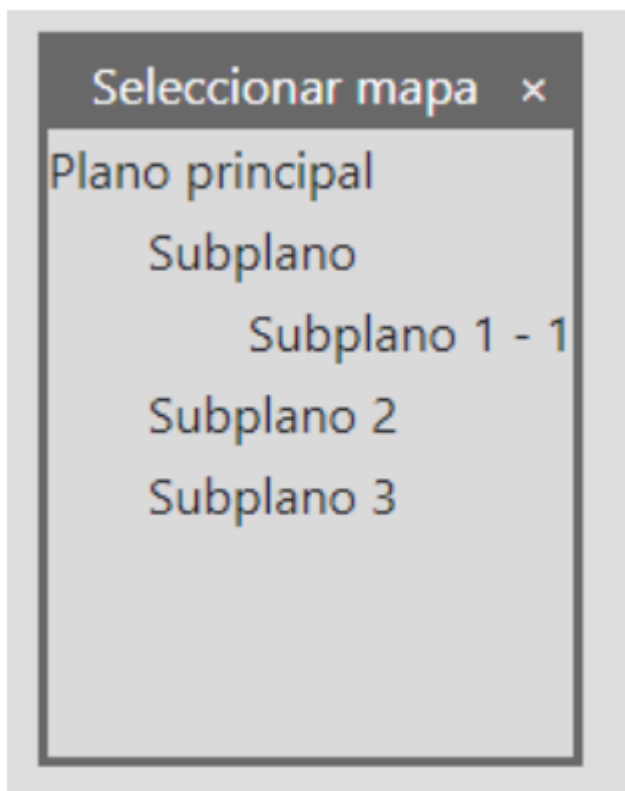 Seleccionar mapa ×
Plano principal
Subplano
Subplano 1 - 1
Subplano 2
Subplano 3